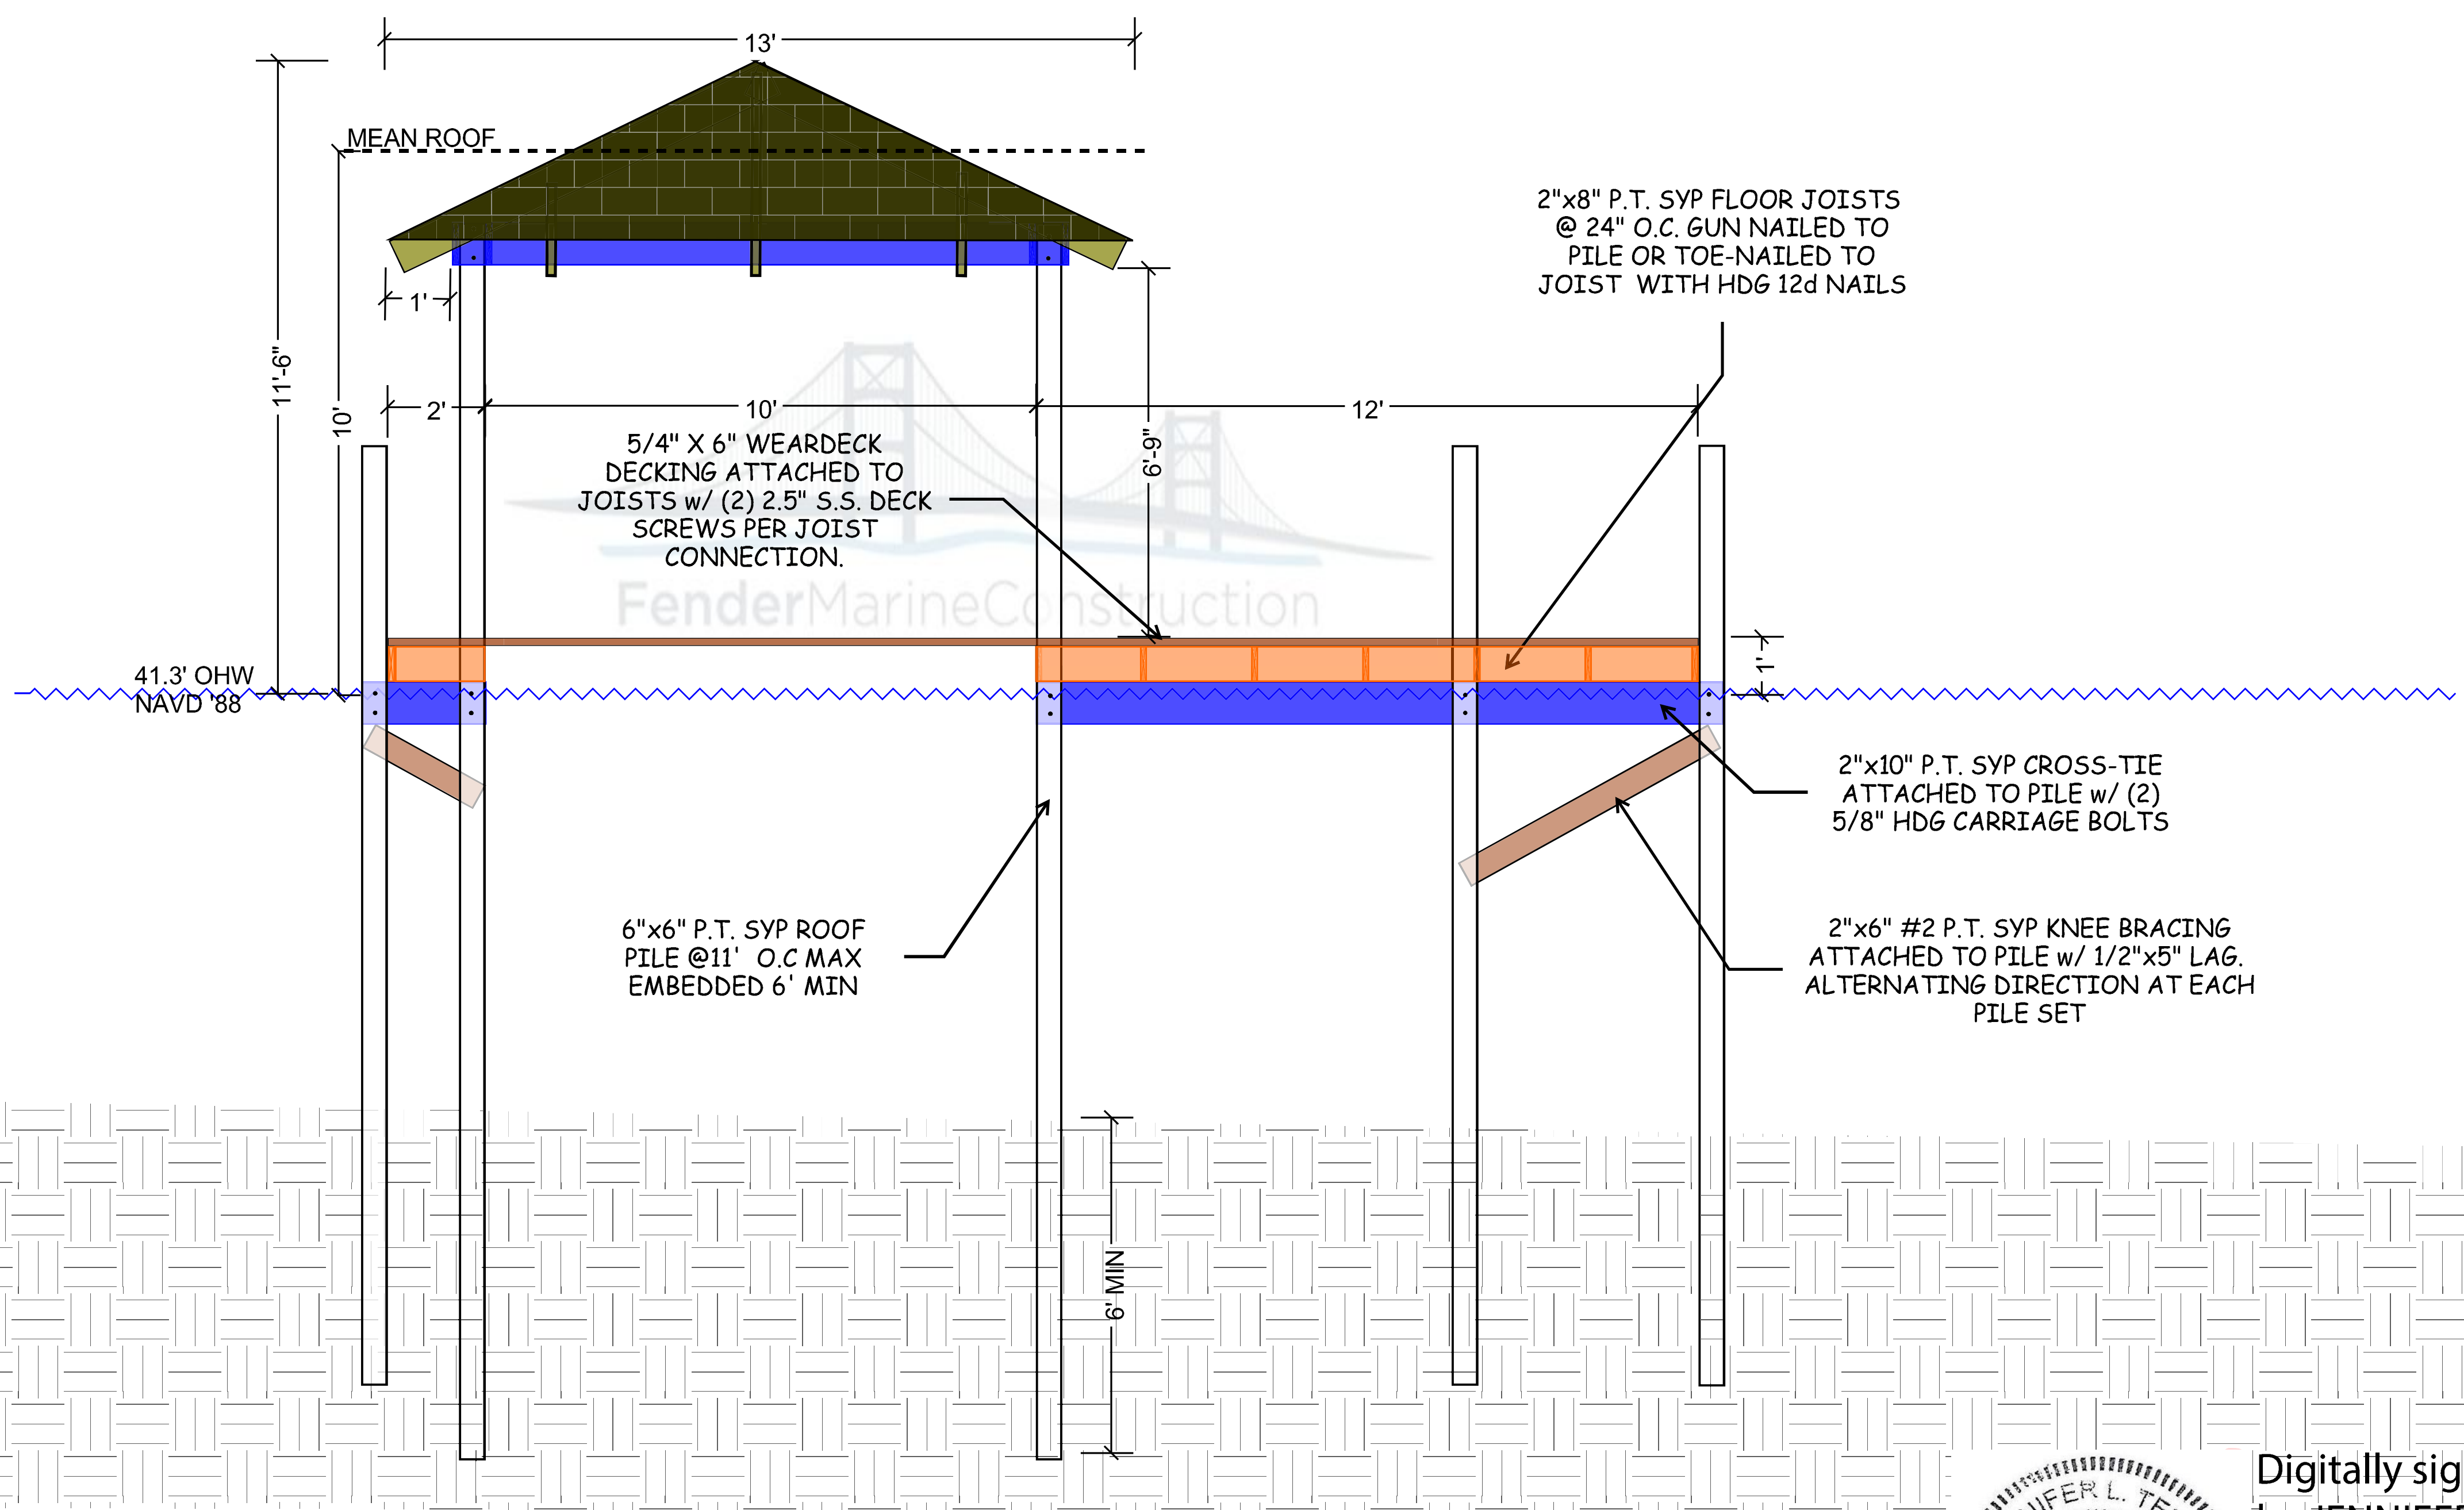 13'
MEAN ROOF
2"x8" P.T. SYP FLOOR JOISTS
@ 24" O.C. GUN NAILED TO
PILE OR TOE-NAILED TO
JOIST WITH HDG 12d NAILS
1'
11'-6"
10'
2'
10'
12'
6'-9"
5/4" X 6" WEARDECK
DECKING ATTACHED TO
JOISTS w/ (2) 2.5" S.S. DECK
SCREWS PER JOIST
CONNECTION.
FenderMarineConstruction
41.3' OHW
NAVD '88
1'
2"x10" P.T. SYP CROSS-TIE
ATTACHED TO PILE w/ (2)
5/8" HDG CARRIAGE BOLTS
6"x6" P.T. SYP ROOF
PILE @11' O.C MAX
EMBEDDED 6' MIN
2"x6" #2 P.T. SYP KNEE BRACING
ATTACHED TO PILE w/ 1/2"x5" LAG.
ALTERNATING DIRECTION AT EACH
PILE SET
6' MIN
Digitally sig